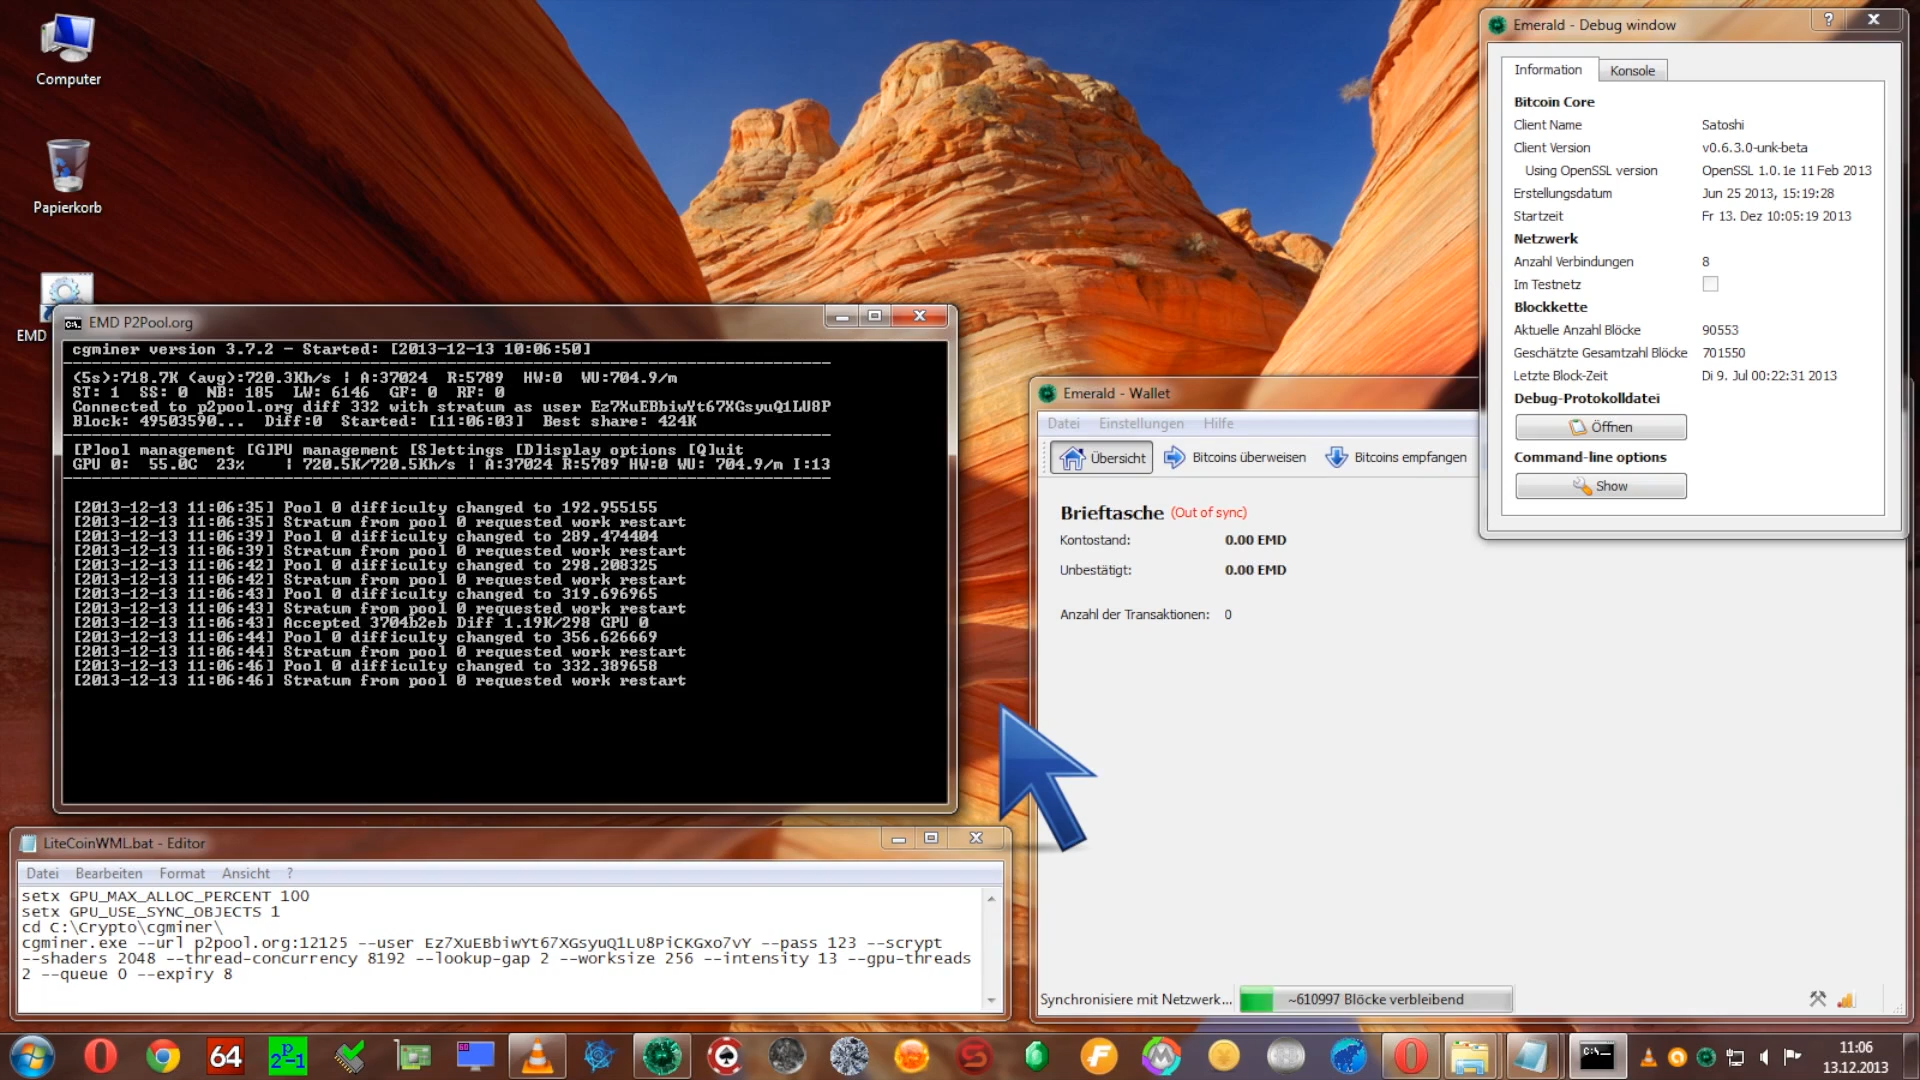 Computer
Papierkorb
EMD
EMD P2Pool.org
cgminer version 3.7.2 - Started: [2013-12-13 10:06:50]
(5s):718.7K (avg):720.3Kh/s | A:37024  R:5789  HW:0  WU:704.9/m
ST: 1  SS: 0  NB: 185  LW: 6146  GF: 0  RF: 0
Connected to p2pool.org diff 332 with stratum as user Ez7XuEBbiwYt67XGsyuQ1LU8P
Block: 49503590...  Diff:0  Started: [11:06:03]  Best share: 424K
[P]ool management [G]PU management [S]ettings [D]isplay options [Q]uit
GPU 0:  55.0C  23%    | 720.5K/720.5Kh/s | A:37024 R:5789 HW:0 WU: 704.9/m I:13
[2013-12-13 11:06:35] Pool 0 difficulty changed to 192.955155
[2013-12-13 11:06:35] Stratum from pool 0 requested work restart
[2013-12-13 11:06:39] Pool 0 difficulty changed to 289.474404
[2013-12-13 11:06:39] Stratum from pool 0 requested work restart
[2013-12-13 11:06:42] Pool 0 difficulty changed to 298.208325
[2013-12-13 11:06:42] Stratum from pool 0 requested work restart
[2013-12-13 11:06:43] Pool 0 difficulty changed to 319.696965
[2013-12-13 11:06:43] Stratum from pool 0 requested work restart
[2013-12-13 11:06:43] Accepted 3704b2eb Diff 1.19K/298 GPU 0
[2013-12-13 11:06:44] Pool 0 difficulty changed to 356.626669
[2013-12-13 11:06:44] Stratum from pool 0 requested work restart
[2013-12-13 11:06:46] Pool 0 difficulty changed to 332.389658
[2013-12-13 11:06:46] Stratum from pool 0 requested work restart
LiteCoinWML.bat - Editor
Datei Bearbeiten Format Ansicht ?
setx GPU_MAX_ALLOC_PERCENT 100
setx GPU_USE_SYNC_OBJECTS 1
cd C:\Crypto\cgminer\
cgminer.exe --url p2pool.org:12125 --user Ez7XuEBbiwYt67XGsyuQ1LU8PiCKGxo7vY --pass 123 --scrypt
--shaders 2048 --thread-concurrency 8192 --lookup-gap 2 --worksize 256 --intensity 13 --gpu-threads
2 --queue 0 --expiry 8
Emerald - Wallet
Datei Einstellungen Hilfe
Übersicht Bitcoins überweisen Bitcoins empfangen
Brieftasche (Out of sync)
Kontostand: 0.00 EMD
Unbestätigt: 0.00 EMD
Anzahl der Transaktionen: 0
Synchronisiere mit Netzwerk... ~610997 Blöcke verbleibend
Emerald - Debug window
Information Konsole
Bitcoin Core
Client Name Satoshi
Client Version v0.6.3.0-unk-beta
Using OpenSSL version OpenSSL 1.0.1e 11 Feb 2013
Erstellungsdatum Jun 25 2013, 15:19:28
Startzeit Fr 13. Dez 10:05:19 2013
Netzwerk
Anzahl Verbindungen 8
Im Testnetz
Blockkette
Aktuelle Anzahl Blöcke 90553
Geschätzte Gesamtzahl Blöcke 701550
Letzte Block-Zeit Di 9. Jul 00:22:31 2013
Debug-Protokolldatei
Öffnen
Command-line options
Show
64
2P-1
11:06
13.12.2013